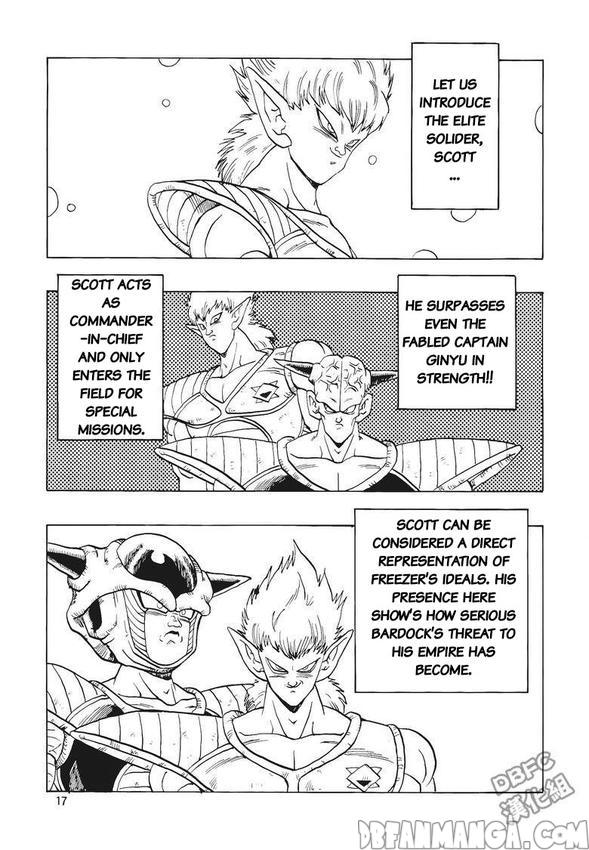 LET US
INTRODUCE
THE ELITE
SOLIDER,
SCOTT
...
SCOTT ACTS
AS
COMMANDER
-IN-CHIEF
AND ONLY
ENTERS THE
FIELD FOR
SPECIAL
MISSIONS.
HE SURPASSES
EVEN THE
FABLED CAPTAIN
GINYU IN
STRENGTH!!
SCOTT CAN BE
CONSIDERED A DIRECT
REPRESENTATION OF
FREEZER'S IDEALS. HIS
PRESENCE HERE
SHOW'S HOW SERIOUS
BARDOCK'S THREAT TO
HIS EMPIRE HAS
BECOME.
17
DBFC
漢化組
DBFANMANGA.COM